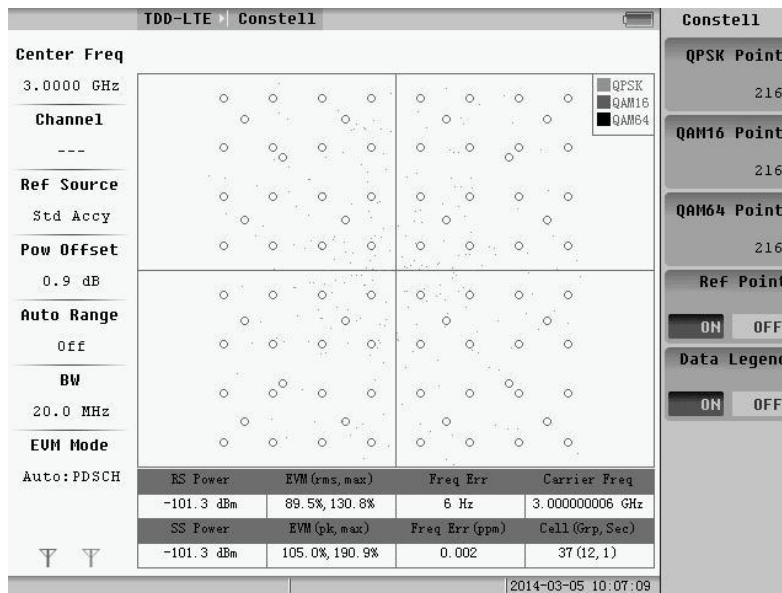 TDD-LTE Constell
Constell
Center Freq
3.0000 GHz
Channel
---
Ref Source
Std Accy
Pow Offset
0.9 dB
Auto Range
Off
BW
20.0 MHz
EVM Mode
Auto:PDSCH
QPSK
QAM16
QAM64
RS Power EVM(rms,max) Freq Err Carrier Freq
-101.3 dBm 89.5%,130.8% 6 Hz 3.000000006 GHz
SS Power EVM(pk,max) Freq Err(ppm) Cell(Grp,Sec)
-101.3 dBm 105.0%,190.9% 0.002 37(12,1)
2014-03-05 10:07:09
QPSK Point
216
QAM16 Point
216
QAM64 Point
216
Ref Point
ON OFF
Data Legend
ON OFF